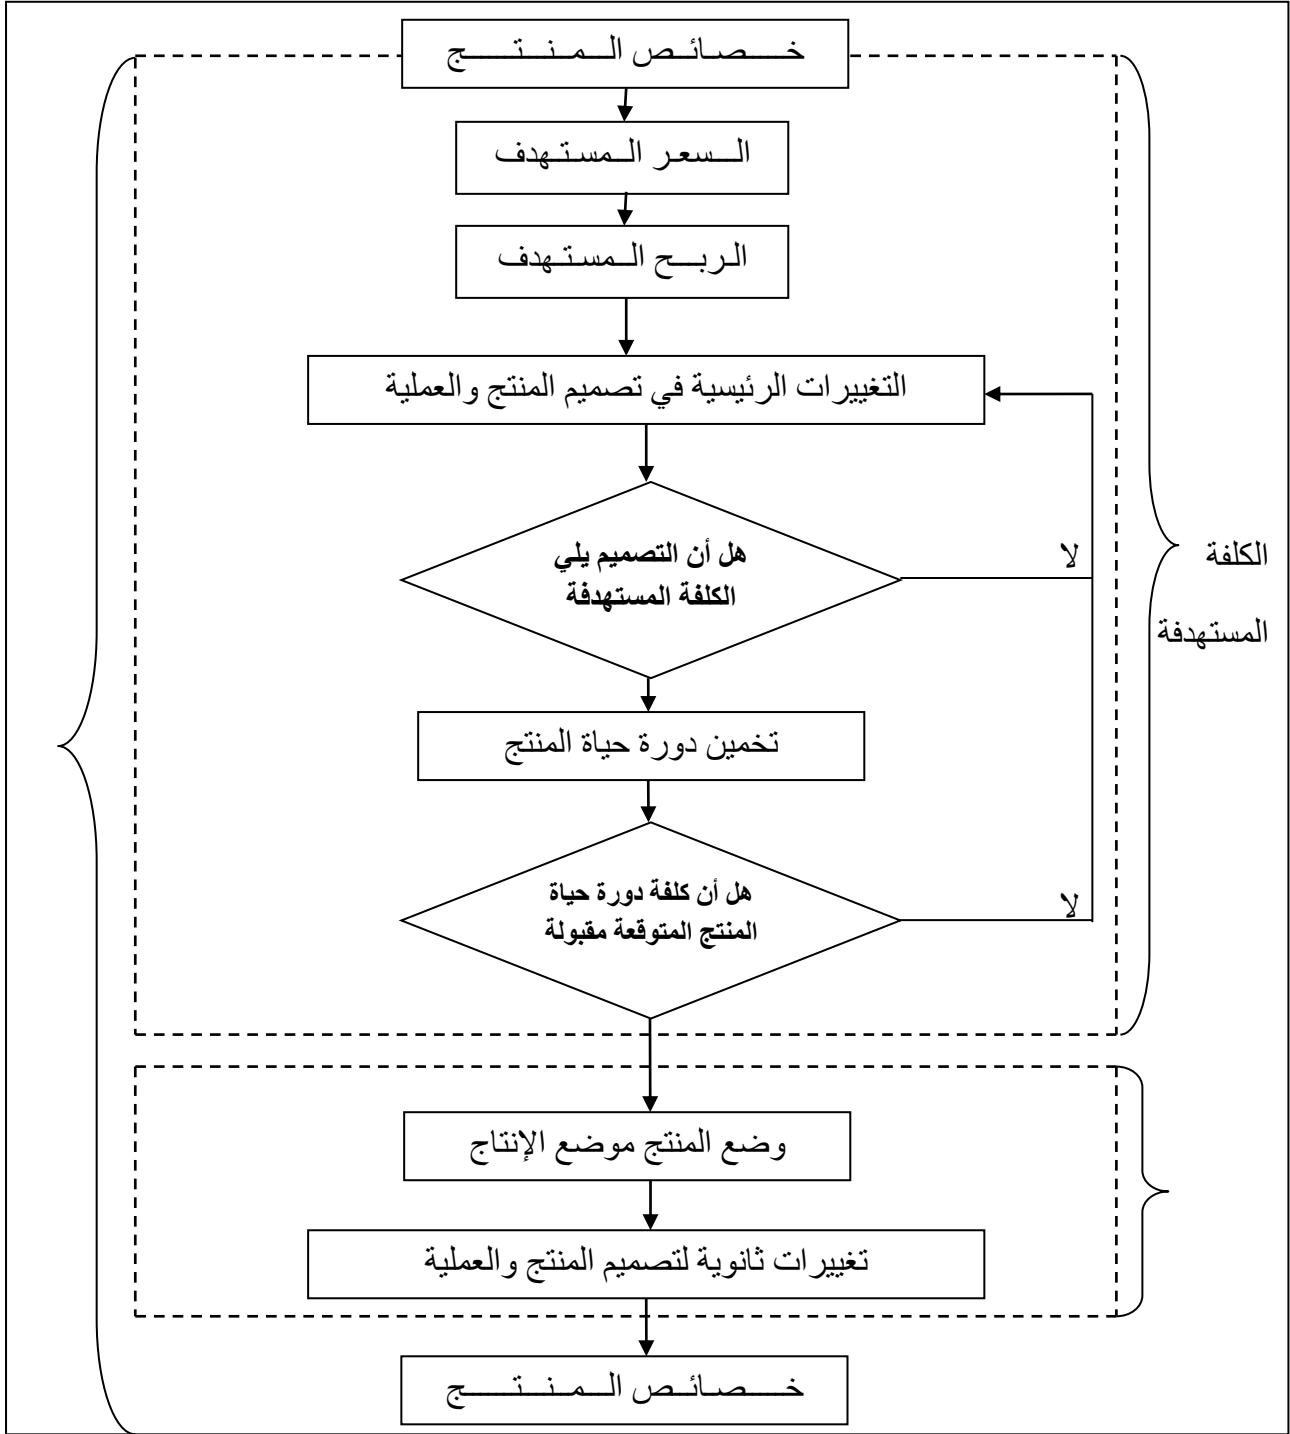 خصائص المنتج
السعر المستهدف
الربح المستهدف
التغييرات الرئيسية في تصميم المنتج والعملية
هل أن التصميم يلي
الكلفة المستهدفة
لا
الكلفة
المستهدفة
تخمين دورة حياة المنتج
هل أن كلفة دورة حياة
المنتج المتوقعة مقبولة
لا
وضع المنتج موضع الإنتاج
تغييرات ثانوية لتصميم المنتج والعملية
خصائص المنتج